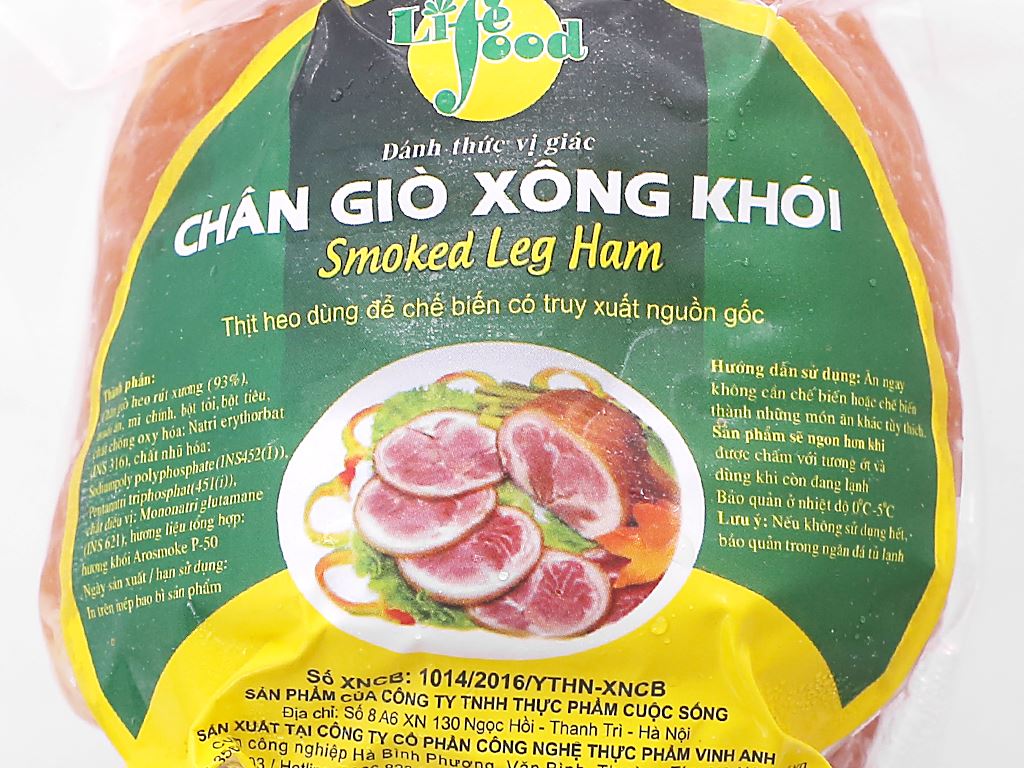 Life
food
Đánh thức vị giác
CHÂN GIÒ XÔNG KHÓI
Smoked Leg Ham
Thịt heo dùng để chế biến có truy xuất nguồn gốc
Thành phần:
Chân giò heo rút xương (93%),
muối ăn, mì chính, bột tỏi, bột tiêu,
chất chống oxy hóa: Natri erythorbat
(INS 316), chất nhũ hóa:
Sodiumpoly polyphosphate (INS452(I)),
Pentanatri triphosphat(451(i)),
chất điều vị: Mononatri glutamane
(INS 621), hương liệu tổng hợp:
hương khói Arosmoke P-50
Ngày sản xuất / hạn sử dụng:
In trên mép bao bì sản phẩm
Hướng dẫn sử dụng: Ăn ngay
không cần chế biến hoặc chế biến
thành những món ăn khác tùy thích.
Sản phẩm sẽ ngon hơn khi
được chấm với tương ớt và
dùng khi còn đang lạnh
Bảo quản ở nhiệt độ 0°C-5°C
Lưu ý: Nếu không sử dụng hết,
bảo quản trong ngăn đá tủ lạnh
Số XNCB: 1014/2016/YTHN-XNCB
SẢN PHẨM CỦA CÔNG TY TNHH THỰC PHẨM CUỘC SỐNG
Địa chỉ: Số 8 A6 XN 130 Ngọc Hồi - Thanh Trì - Hà Nội
SẢN XUẤT TẠI CÔNG TY CỔ PHẦN CÔNG NGHỆ THỰC PHẨM VINH ANH
công nghiệp Hà Bình Phương, Văn Bình,